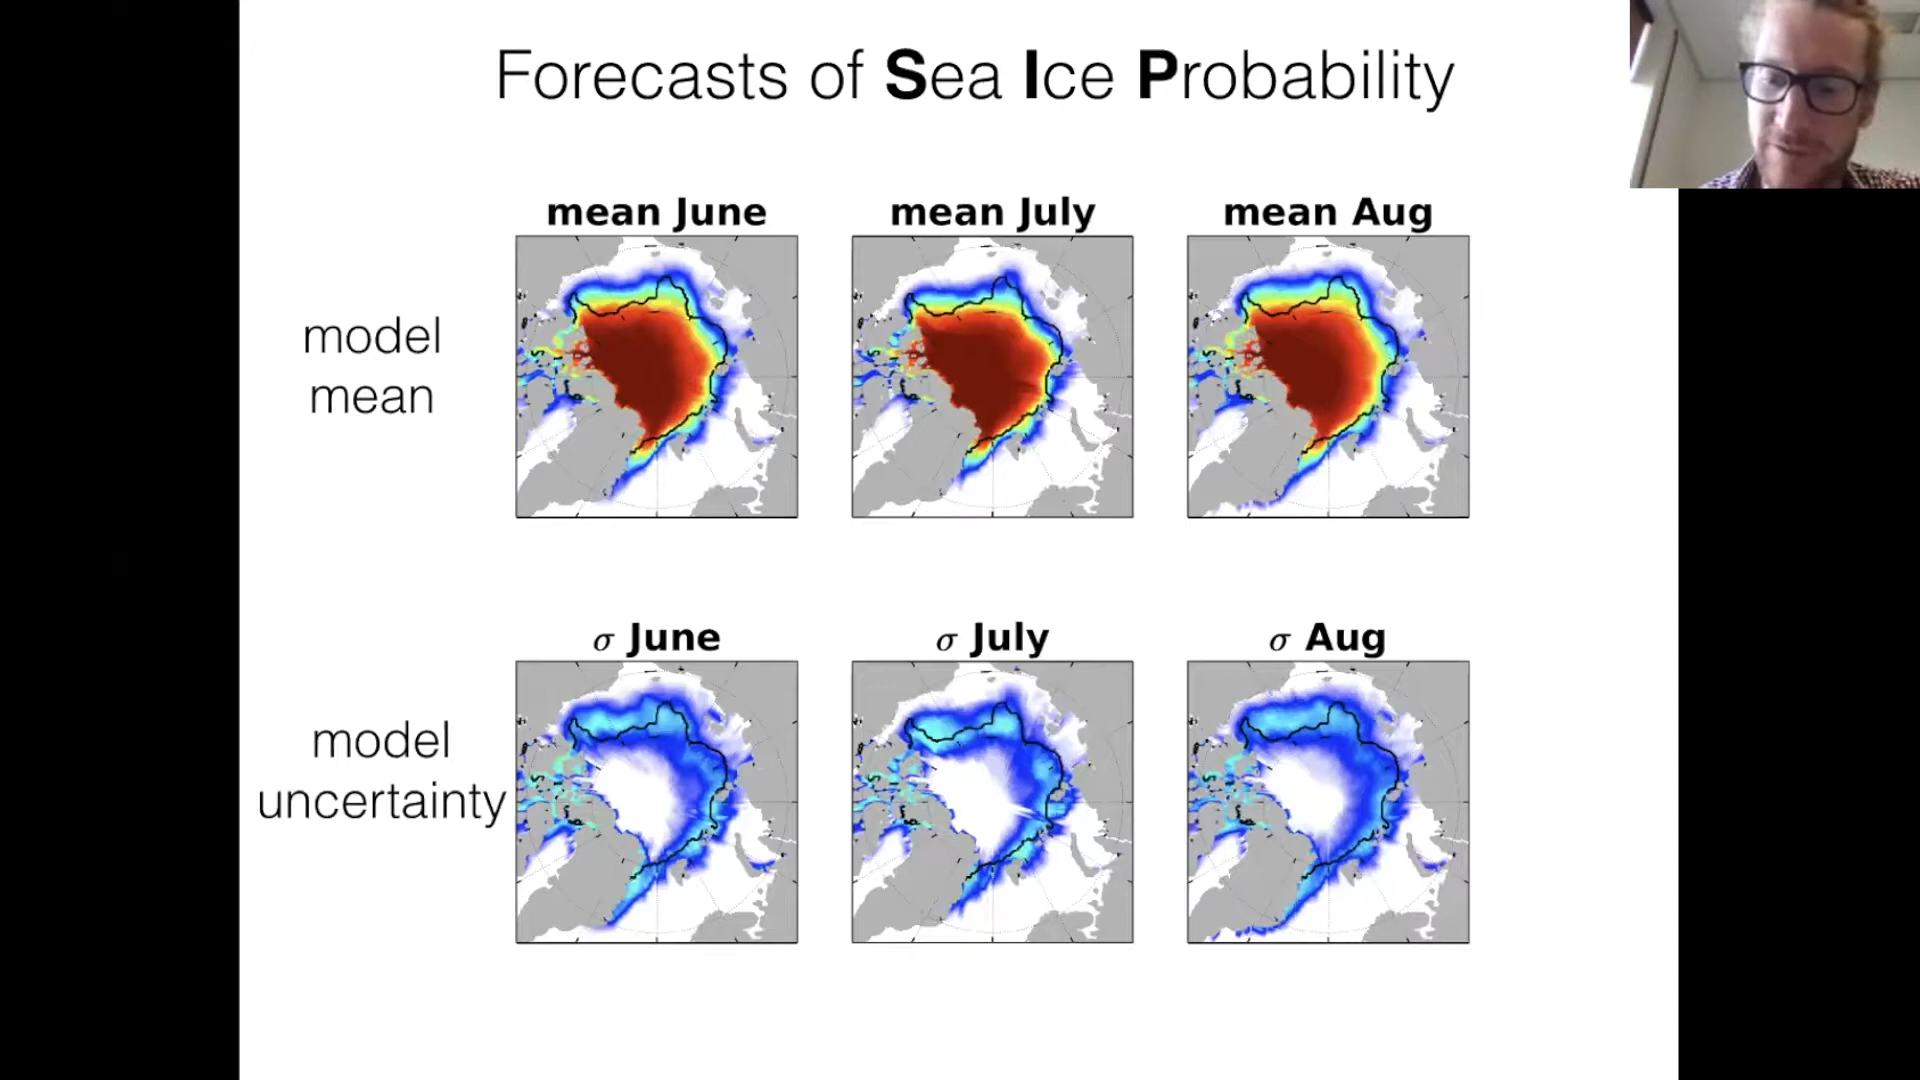 Forecasts of Sea Ice Probability
mean June
mean July
mean Aug
model
mean
σ June
σ July
σ Aug
model
uncertainty